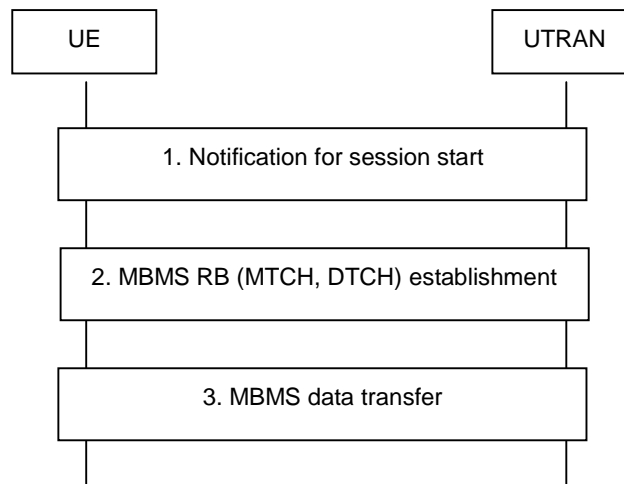 UE
UTRAN
1. Notification for session start
2. MBMS RB (MTCH, DTCH) establishment
3. MBMS data transfer